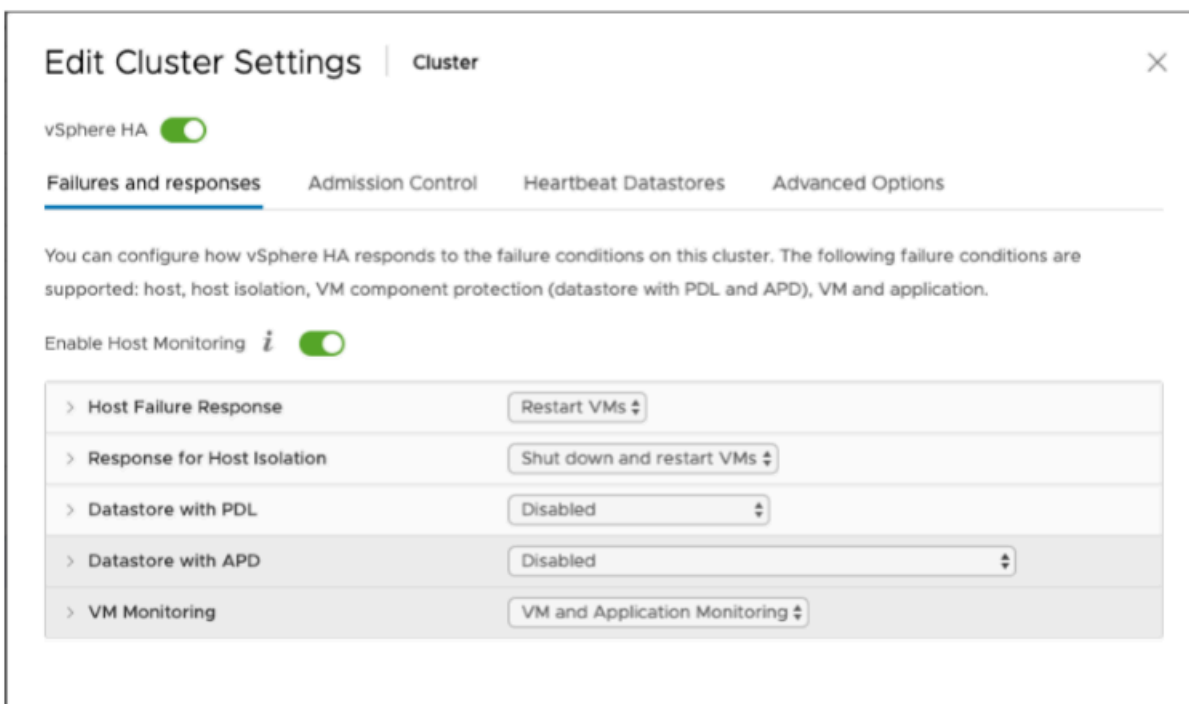 Edit Cluster Settings Cluster
vSphere HA
Failures and responses Admission Control Heartbeat Datastores Advanced Options
You can configure how vSphere HA responds to the failure conditions on this cluster. The following failure conditions are
supported: host, host isolation, VM component protection (datastore with PDL and APD), VM and application.
Enable Host Monitoring i
Host Failure Response Restart VMs
Response for Host Isolation Shut down and restart VMs
Datastore with PDL Disabled
Datastore with APD Disabled
VM Monitoring VM and Application Monitoring